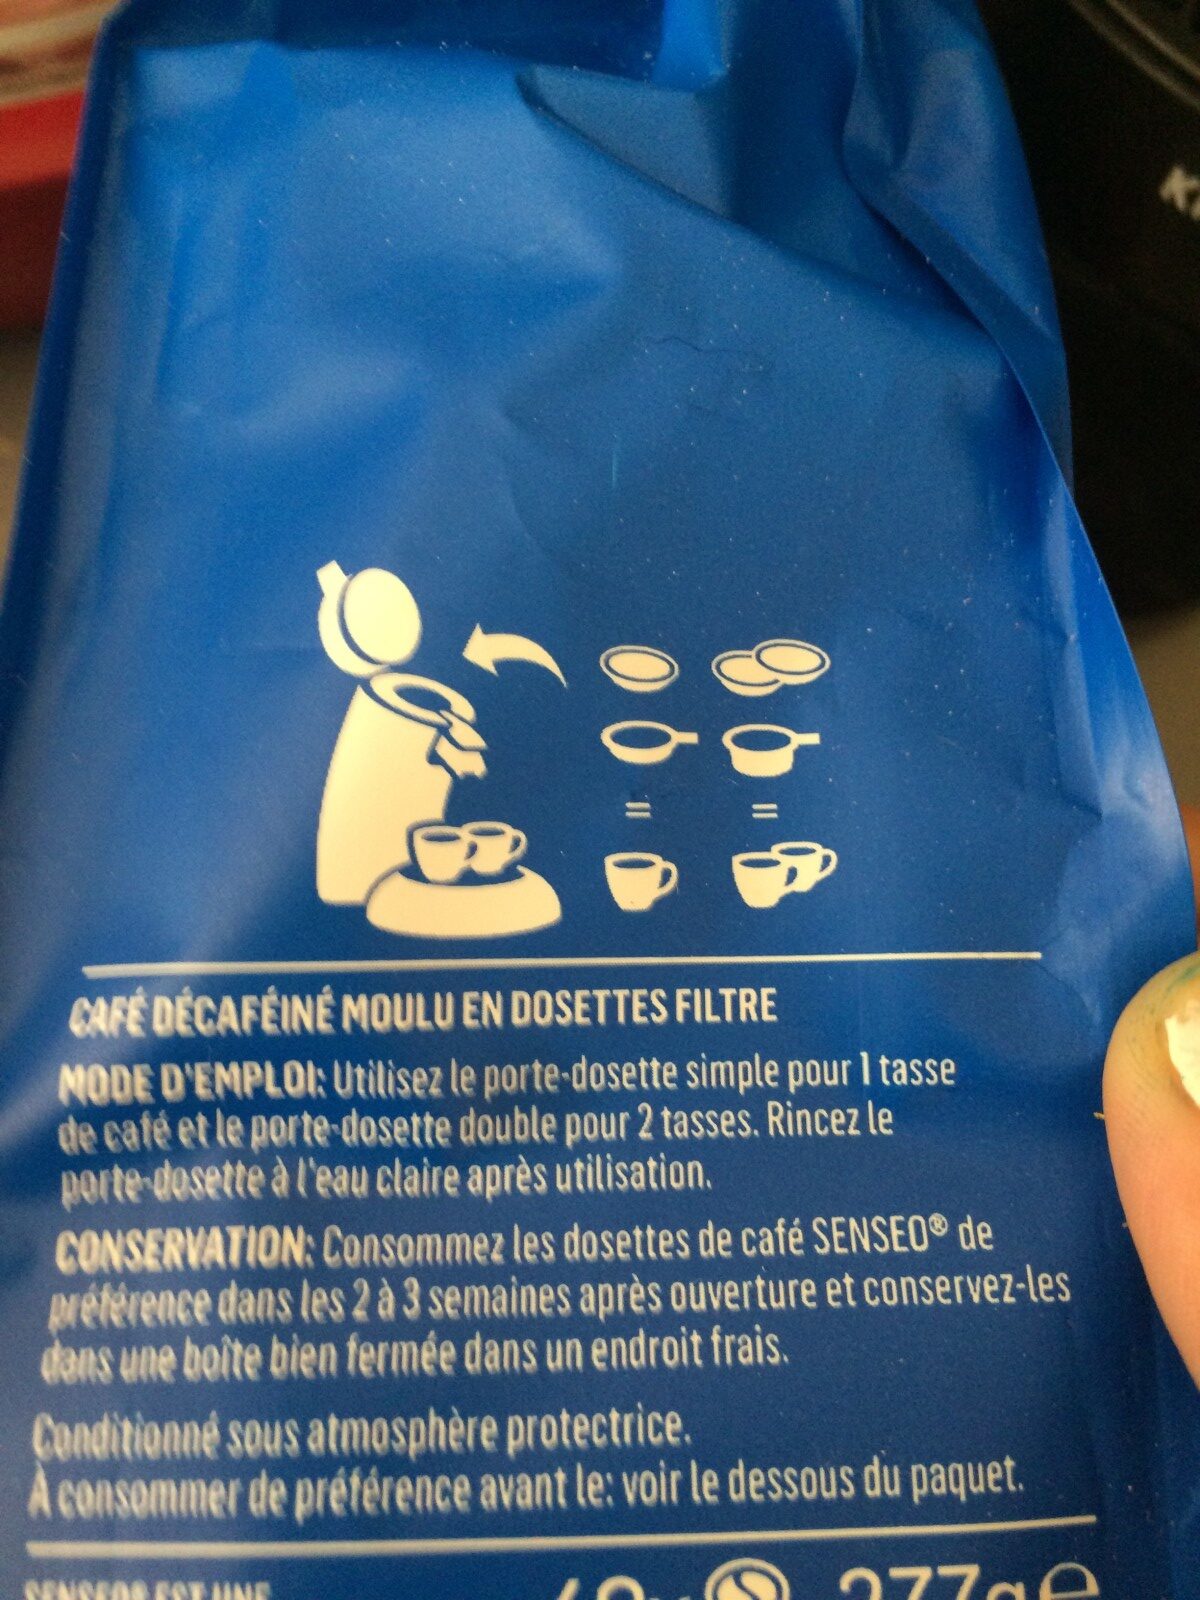 CAFÉ DÉCAFÉINÉ MOULU EN DOSETTES FILTRE
MODE D'EMPLOI: Utilisez le porte-dosette simple pour 1 tasse
de café et le porte-dosette double pour 2 tasses. Rincez le
porte-dosette à l'eau claire après utilisation.
CONSERVATION: Consommez les dosettes de café SENSEO® de
préférence dans les 2 à 3 semaines après ouverture et conservez-les
dans une boîte bien fermée dans un endroit frais.
Conditionné sous atmosphère protectrice.
À consommer de préférence avant le: voir le dessous du paquet.
SENSEO® EST UNE
277g℮